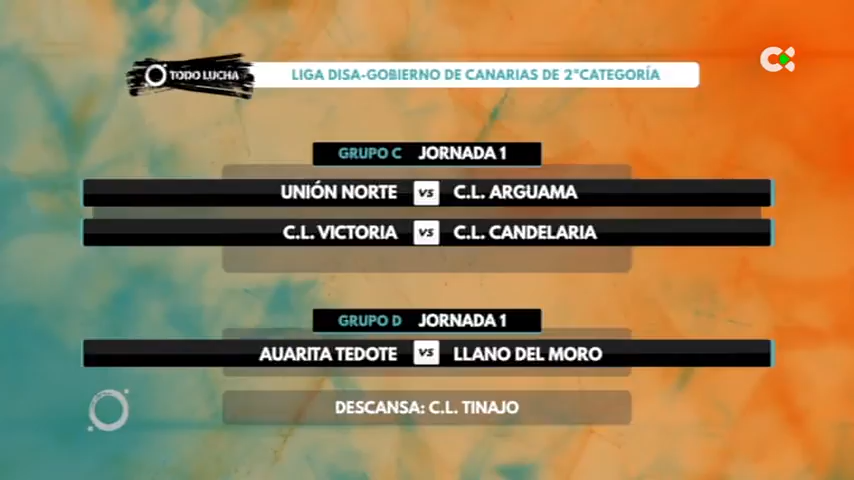 TODO LUCHA
LIGA DISA-GOBIERNO DE CANARIAS DE 2ªCATEGORÍA
GRUPO C JORNADA 1
UNIÓN NORTE VS C.L. ARGUAMA
C.L. VICTORIA VS C.L. CANDELARIA
GRUPO D JORNADA 1
AUARITA TEDOTE VS LLANO DEL MORO
DESCANSA: C.L. TINAJO